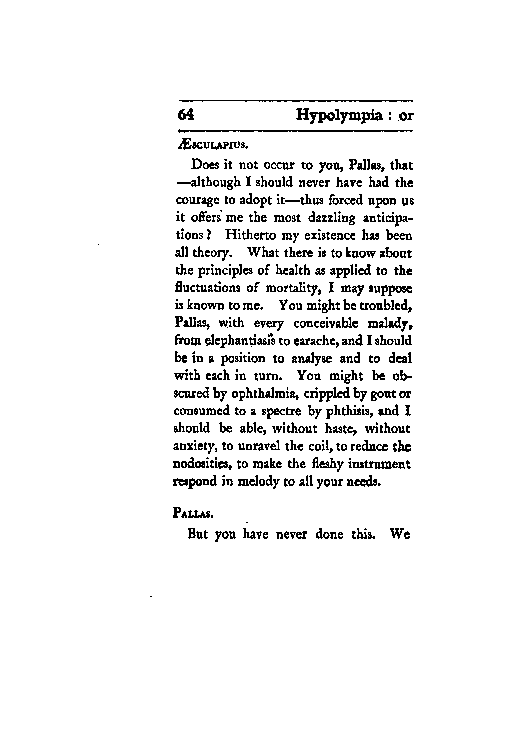 64 Hypolympia : or
ÆSCULAPIUS.
Does it not occur to you, Pallas, that
—although I should never have had the
courage to adopt it—thus forced upon us
it offers me the most dazzling anticipa-
tions? Hitherto my existence has been
all theory. What there is to know about
the principles of health as applied to the
fluctuations of mortality, I may suppose
is known to me. You might be troubled,
Pallas, with every conceivable malady,
from elephantiasis to earache, and I should
be in a position to analyse and to deal
with each in turn. You might be ob-
scured by ophthalmia, crippled by gout or
consumed to a spectre by phthisis, and I
should be able, without haste, without
anxiety, to unravel the coil, to reduce the
nodosities, to make the fleshy instrument
respond in melody to all your needs.
PALLAS.
But you have never done this. We